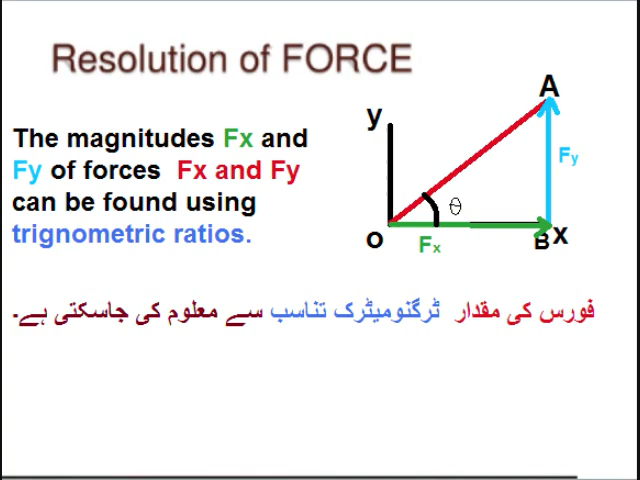 Resolution of FORCE
The magnitudes Fx and
Fy of forces Fx and Fy
can be found using
trignometric ratios.
y
A
Fy
θ
O
Fx
B
x
فورس کی مقدار ٹرگنومیٹرک تناسب سے معلوم کی جاسکتی ہے۔